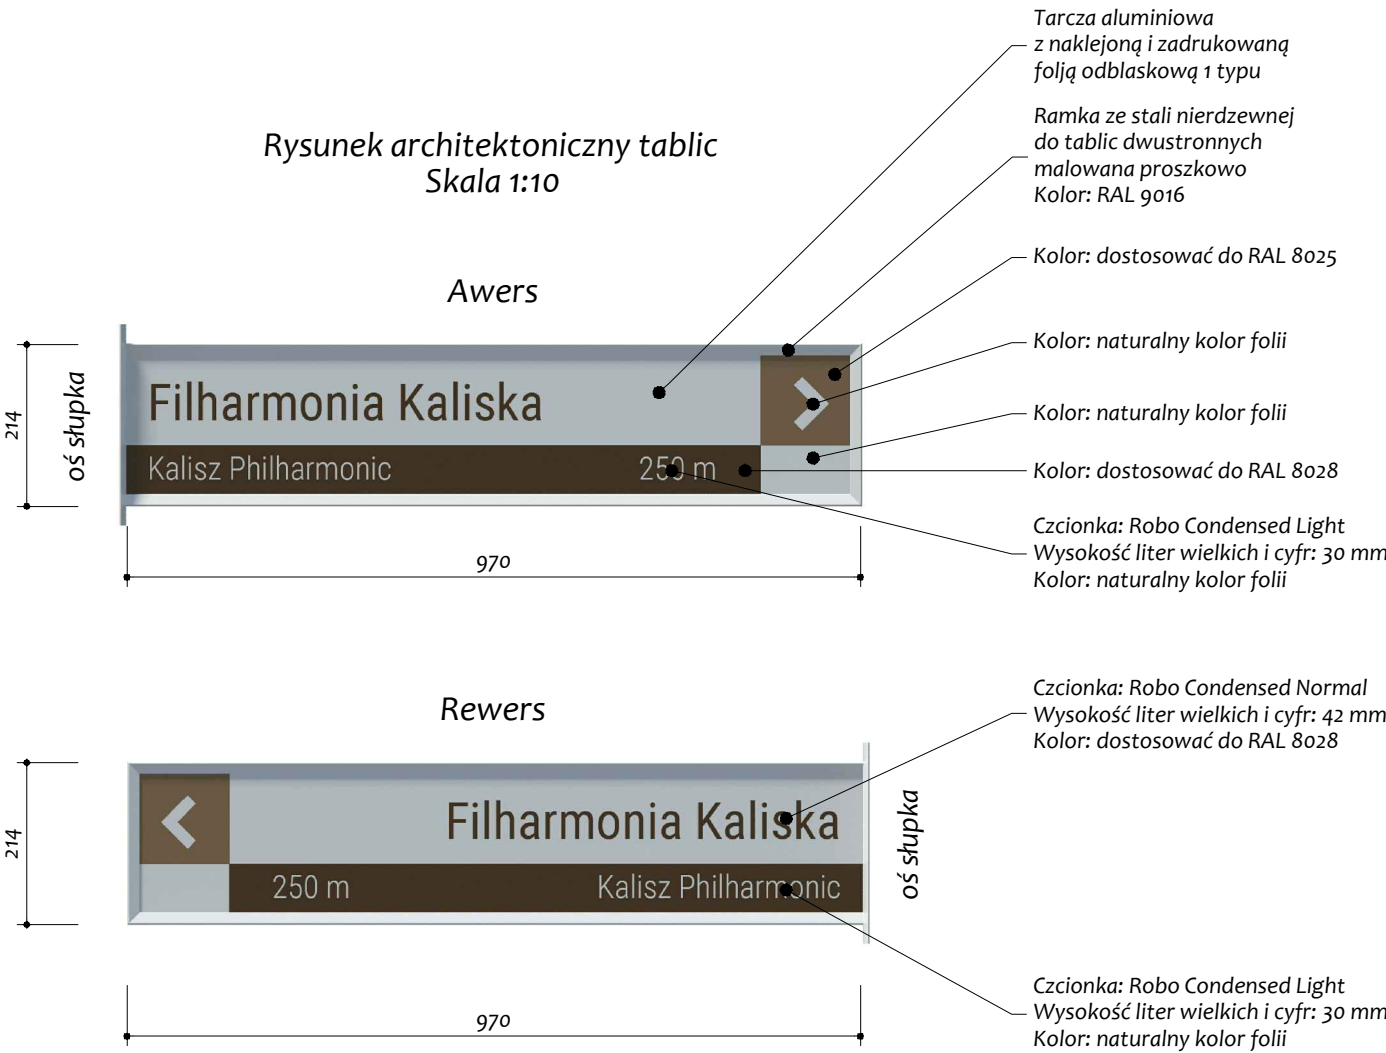 Tarcza aluminiowa
z naklejoną i zadrukowaną
folją odblaskową 1 typu
Ramka ze stali nierdzewnej
do tablic dwustronnych
malowana proszkowo
Kolor: RAL 9016
Rysunek architektoniczny tablic
Skala 1:10
Kolor: dostosować do RAL 8025
Awers
Kolor: naturalny kolor folii
214
oś słupka
Filharmonia Kaliska
Kolor: naturalny kolor folii
Kalisz Philharmonic 250 m
Kolor: dostosować do RAL 8028
Czcionka: Robo Condensed Light
Wysokość liter wielkich i cyfr: 30 mm
Kolor: naturalny kolor folii
970
Rewers
Czcionka: Robo Condensed Normal
Wysokość liter wielkich i cyfr: 42 mm
Kolor: dostosować do RAL 8028
214
Filharmonia Kaliska
250 m Kalisz Philharmonic
oś słupka
Czcionka: Robo Condensed Light
Wysokość liter wielkich i cyfr: 30 mm
Kolor: naturalny kolor folii
970